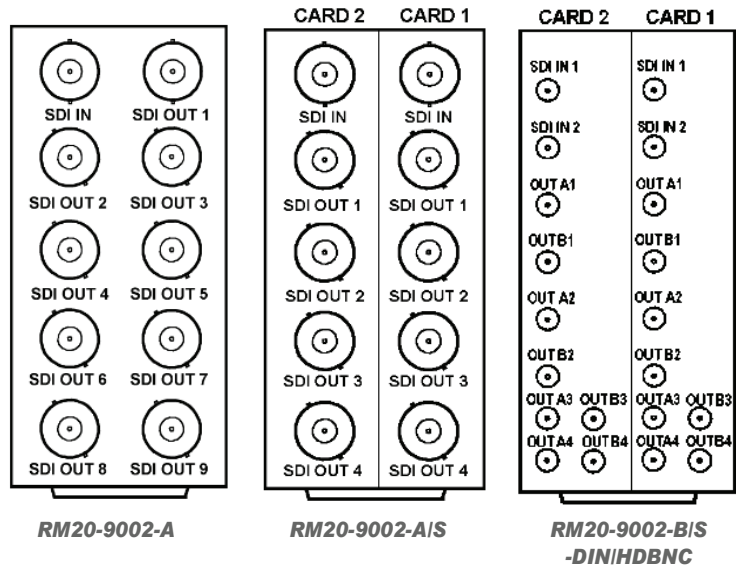 SDI IN SDI OUT 1
SDI OUT 2 SDI OUT 3
SDI OUT 4 SDI OUT 5
SDI OUT 6 SDI OUT 7
SDI OUT 8 SDI OUT 9
RM20-9002-A
CARD 2 CARD 1
SDI IN SDI IN
SDI OUT 1 SDI OUT 1
SDI OUT 2 SDI OUT 2
SDI OUT 3 SDI OUT 3
SDI OUT 4 SDI OUT 4
RM20-9002-A/S
CARD 2 CARD 1
SDI IN 1 SDI IN 1
SDI IN 2 SDI IN 2
OUT A1 OUT A1
OUTB1 OUTB1
OUT A2 OUT A2
OUTB2 OUTB2
OUT A3 OUTB3 OUTA3 OUTB3
OUTA4 OUTB4 OUTA4 OUTB4
RM20-9002-B/S
-DIN/HDBNC